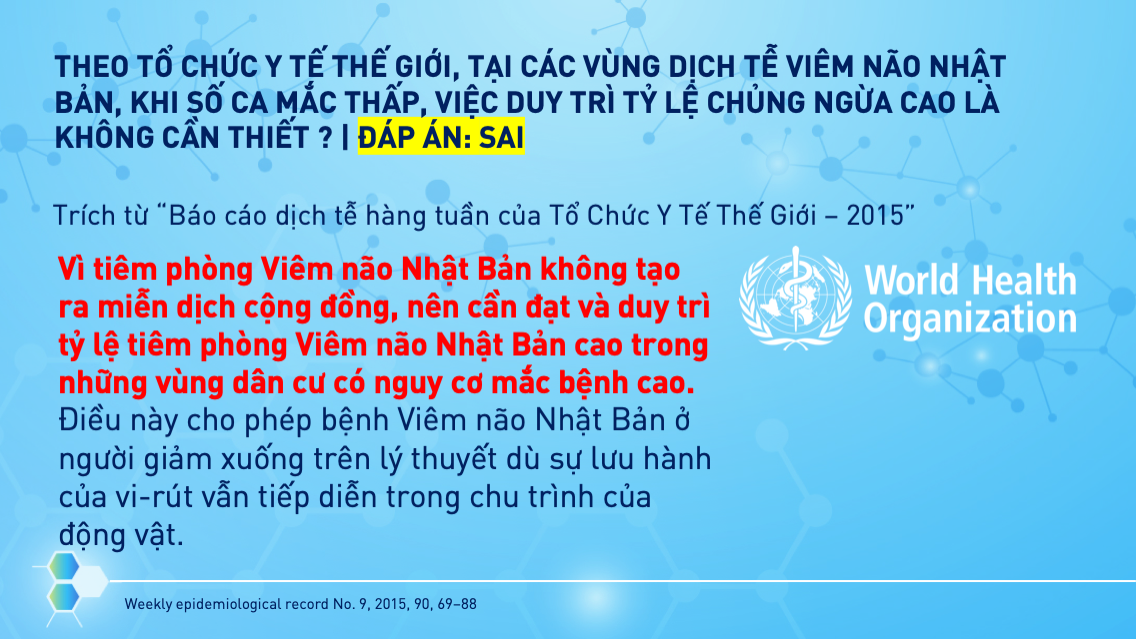 THEO TỔ CHỨC Y TẾ THẾ GIỚI, TẠI CÁC VÙNG DỊCH TỄ VIÊM NÃO NHẬT
BẢN, KHI SỐ CA MẮC THẤP, VIỆC DUY TRÌ TỶ LỆ CHỦNG NGỪA CAO LÀ
KHÔNG CẦN THIẾT ? | ĐÁP ÁN: SAI
Trích từ “Báo cáo dịch tễ hàng tuần của Tổ Chức Y Tế Thế Giới – 2015”
Vì tiêm phòng Viêm não Nhật Bản không tạo
ra miễn dịch cộng đồng, nên cần đạt và duy trì
tỷ lệ tiêm phòng Viêm não Nhật Bản cao trong
những vùng dân cư có nguy cơ mắc bệnh cao.
Điều này cho phép bệnh Viêm não Nhật Bản ở
người giảm xuống trên lý thuyết dù sự lưu hành
của vi-rút vẫn tiếp diễn trong chu trình của
động vật.
World Health
Organization
Weekly epidemiological record No. 9, 2015, 90, 69–88